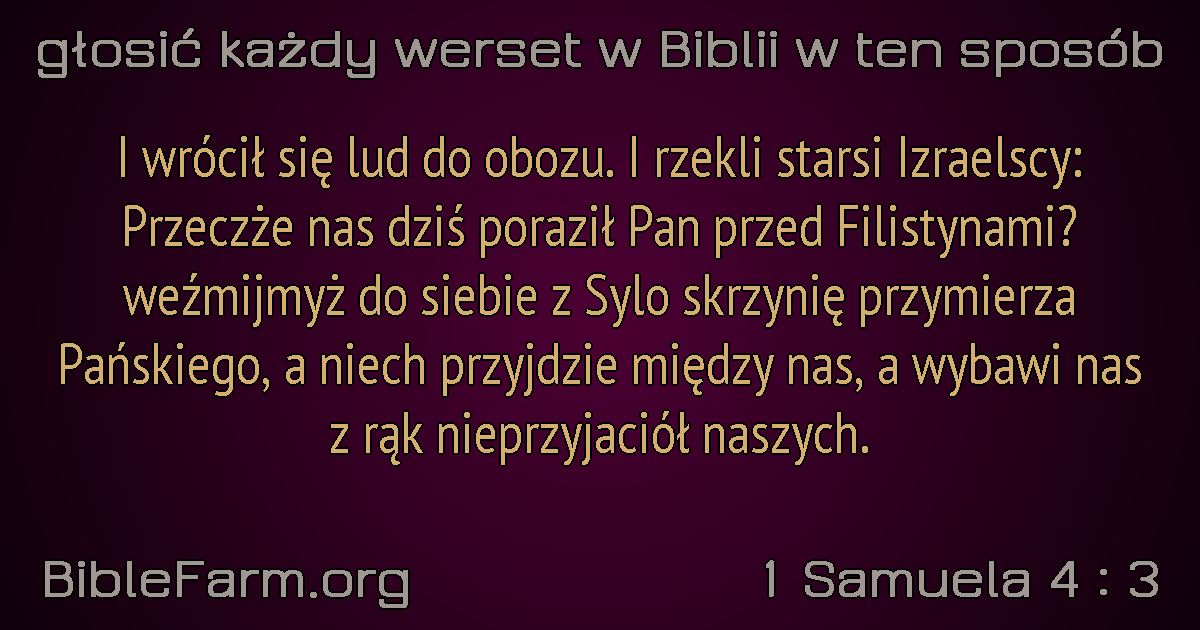 głosić każdy werset w Biblii w ten sposób
I wrócił się lud do obozu. I rzekli starsi Izraelscy:
Przeczże nas dziś poraził Pan przed Filistynami?
weźmijmyż do siebie z Sylo skrzynię przymierza
Pańskiego, a niech przyjdzie między nas, a wybawi nas
z rąk nieprzyjaciół naszych.
BibleFarm.org
1 Samuela 4 : 3